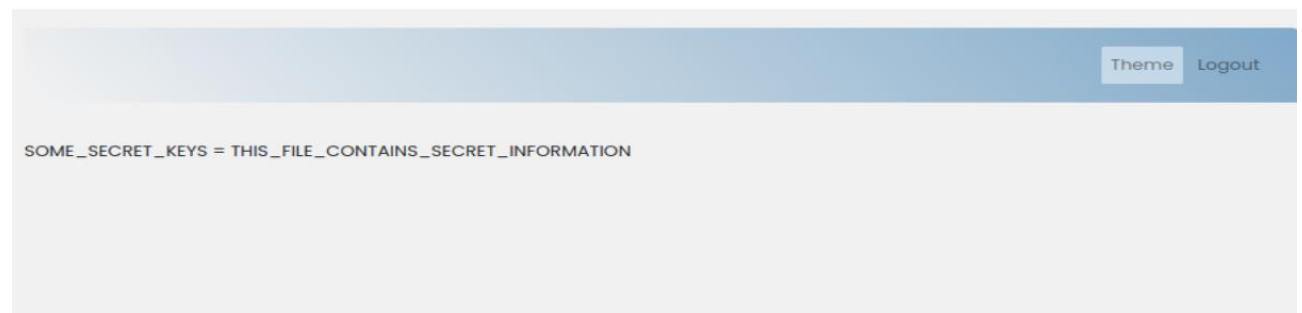 Theme Logout
SOME_SECRET_KEYS = THIS_FILE_CONTAINS_SECRET_INFORMATION